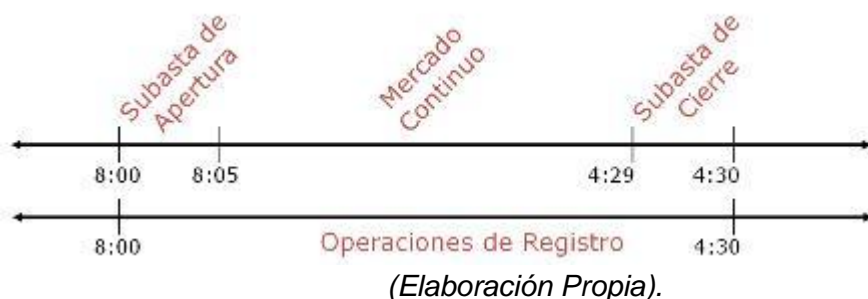 Subasta de
Apertura
Mercado
Continuo
Subasta de
Cierre
8:00 8:05 4:29 4:30
8:00 Operaciones de Registro 4:30
(Elaboración Propia).